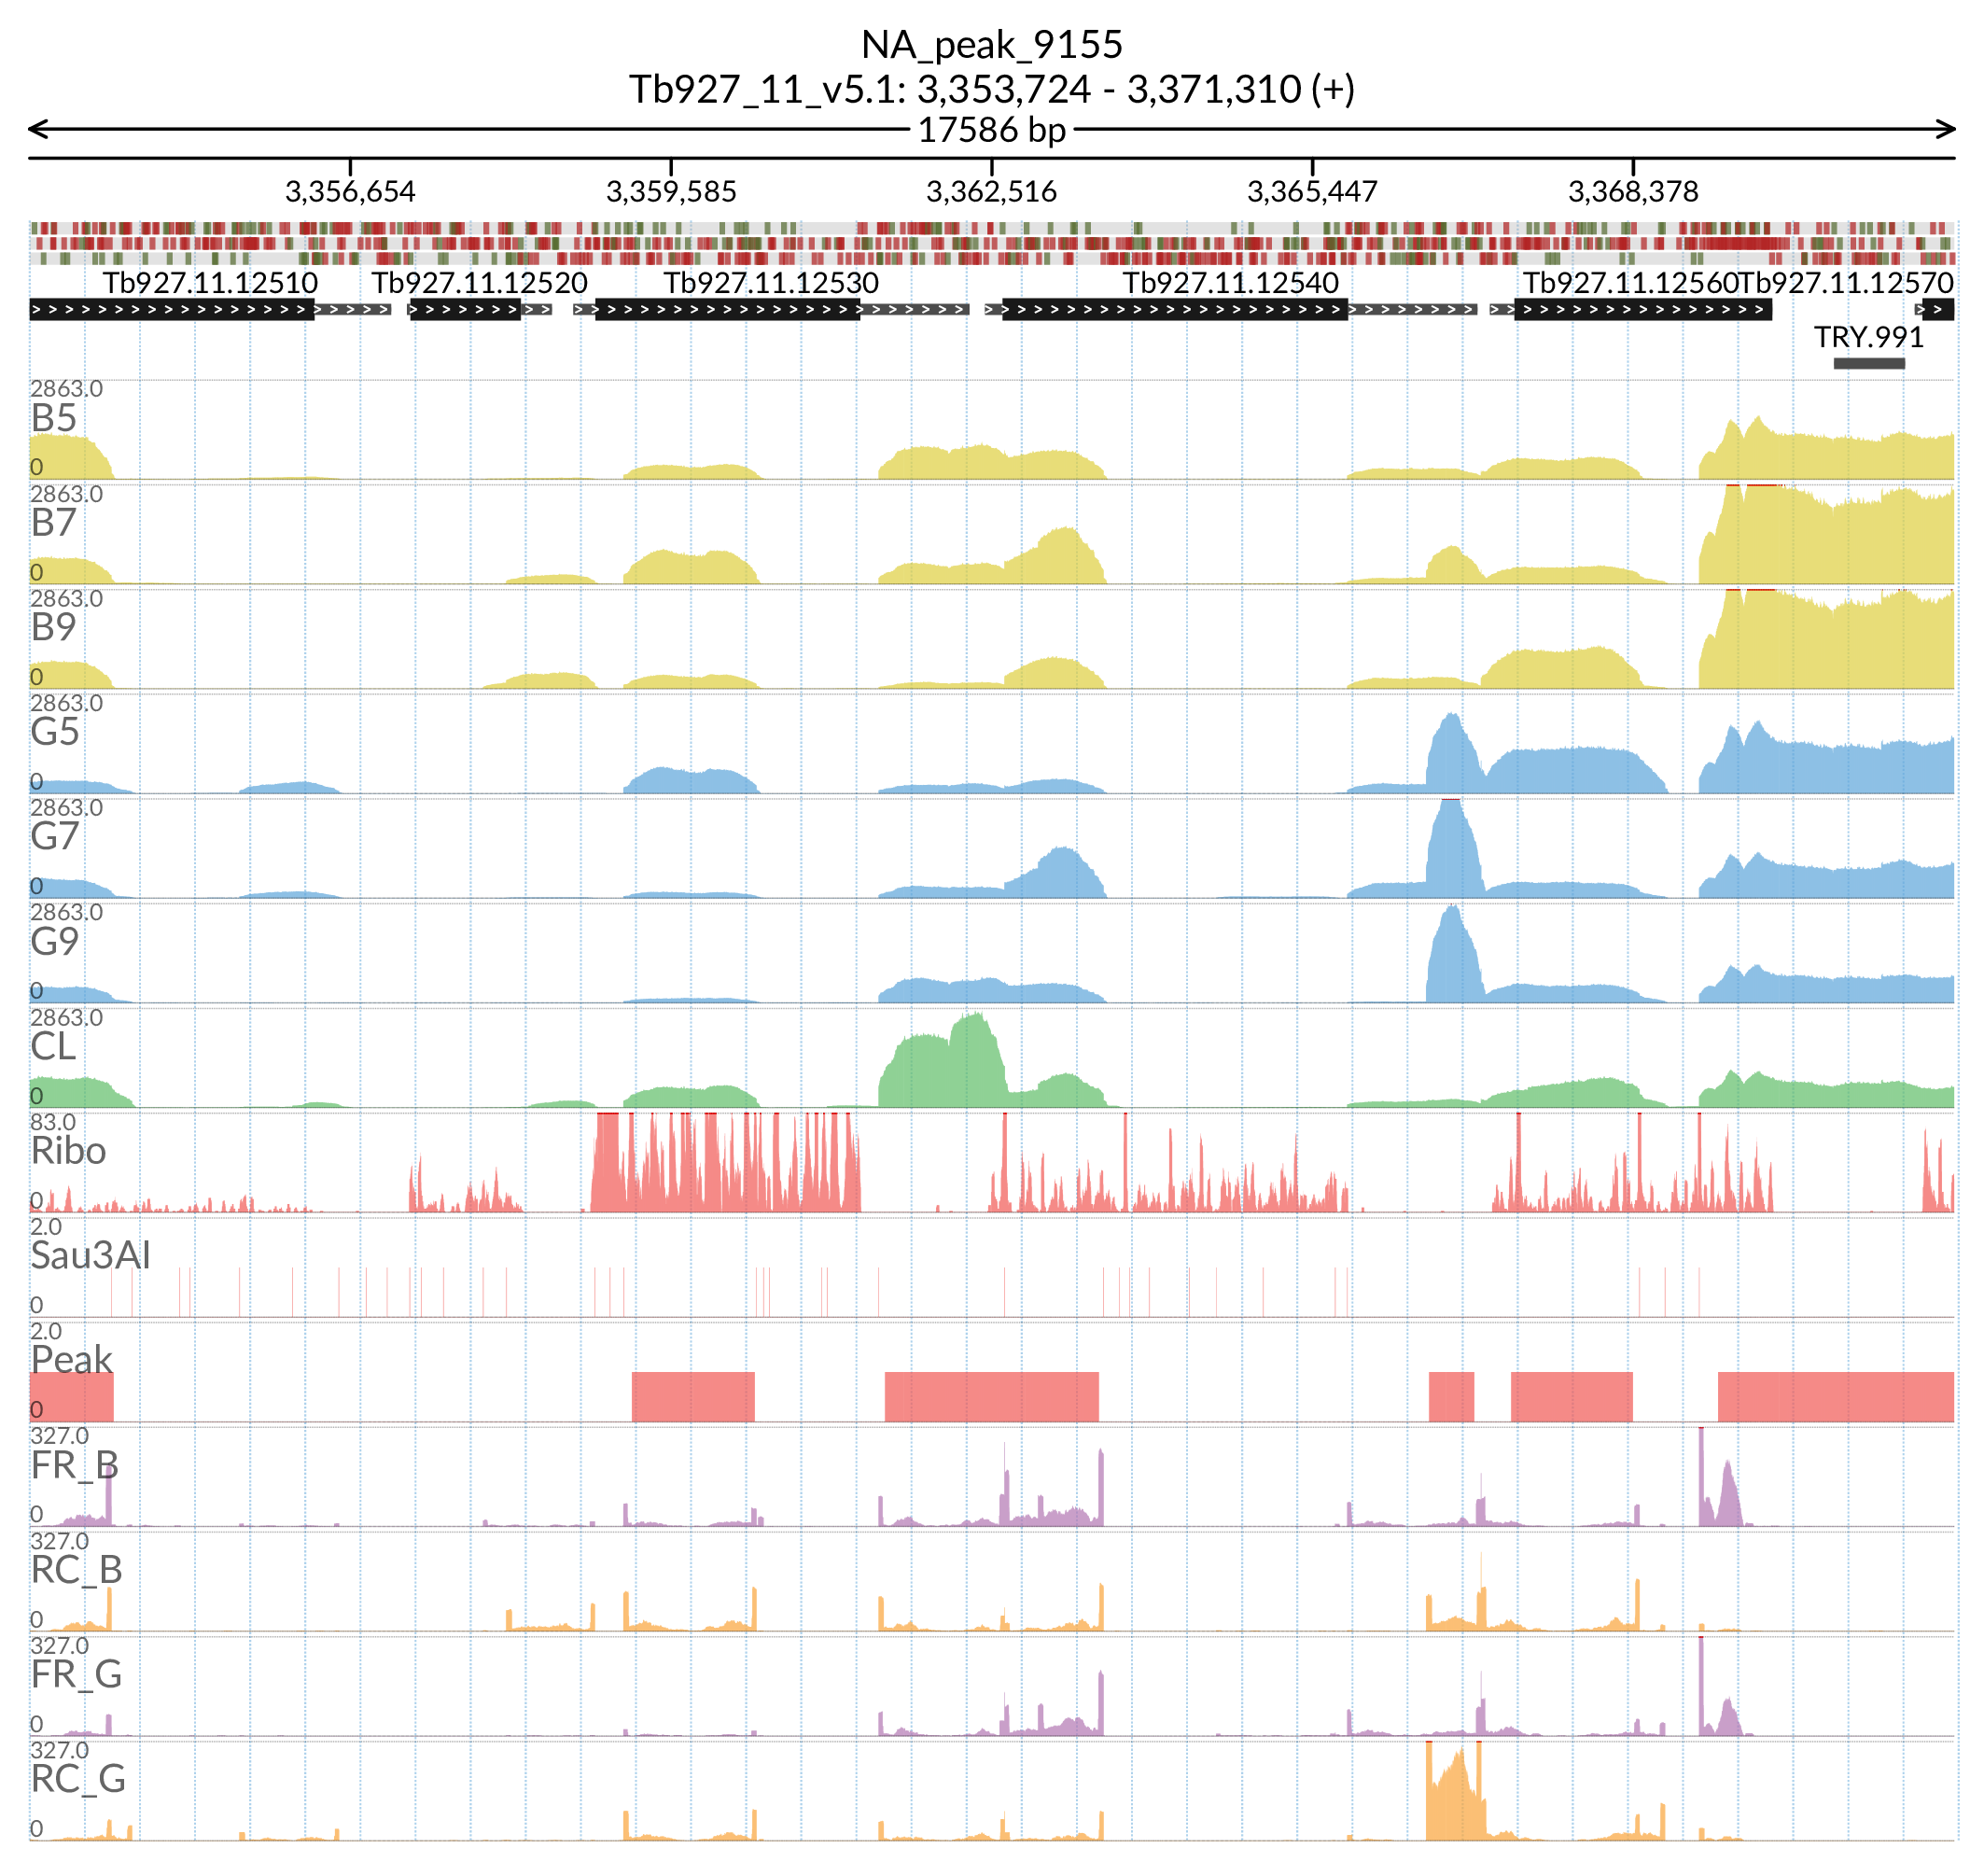 NA_peak_9155
Tb927_11_v5.1: 3,353,724 - 3,371,310 (+)
17586 bp
3,356,654 3,359,585 3,362,516 3,365,447 3,368,378
Tb927.11.12510 Tb927.11.12520 Tb927.11.12530 Tb927.11.12540 Tb927.11.12560 Tb927.11.12570
TRY.991
2863.0
B5
0
2863.0
B7
0
2863.0
B9
0
2863.0
G5
0
2863.0
G7
0
2863.0
G9
0
2863.0
CL
0
83.0
Ribo
0
2.0
Sau3AI
0
2.0
Peak
0
327.0
FR_B
0
327.0
RC_B
0
327.0
FR_G
0
327.0
RC_G
0